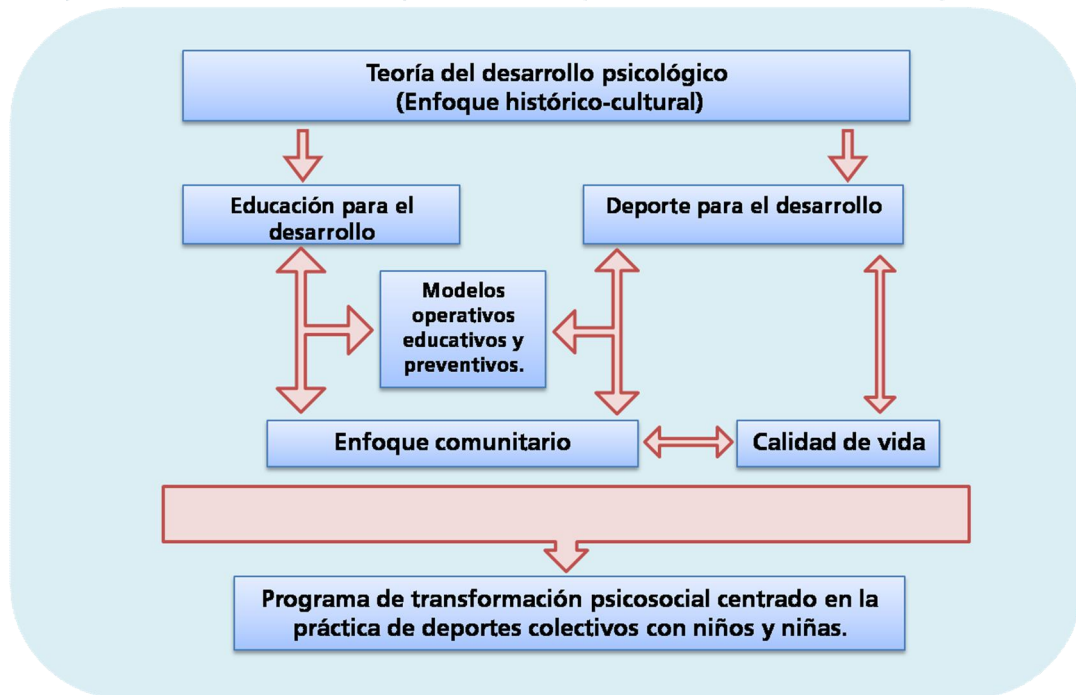 Teoría del desarrollo psicológico
(Enfoque histórico-cultural)
Educación para el
desarrollo
Deporte para el desarrollo
Modelos
operativos
educativos y
preventivos.
Enfoque comunitario
Calidad de vida
Programa de transformación psicosocial centrado en la
práctica de deportes colectivos con niños y niñas.